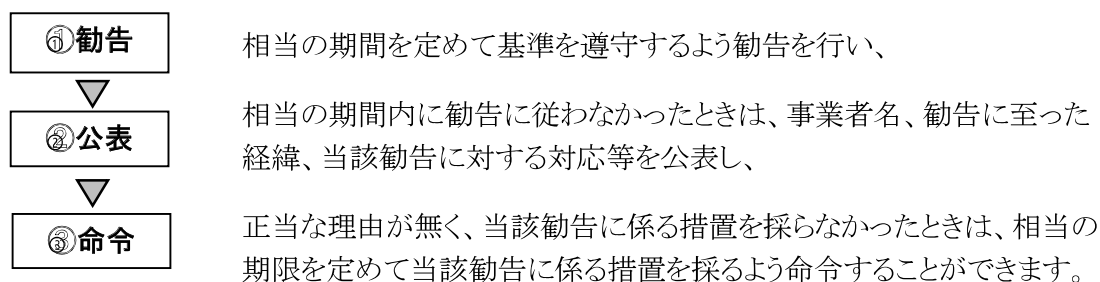 ①勧告
相当の期間を定めて基準を遵守するよう勧告を行い、
②公表
相当の期間内に勧告に従わなかったときは、事業者名、勧告に至った
経緯、当該勧告に対する対応等を公表し、
③命令
正当な理由が無く、当該勧告に係る措置を採らなかったときは、相当の
期限を定めて当該勧告に係る措置を採るよう命令することができます。